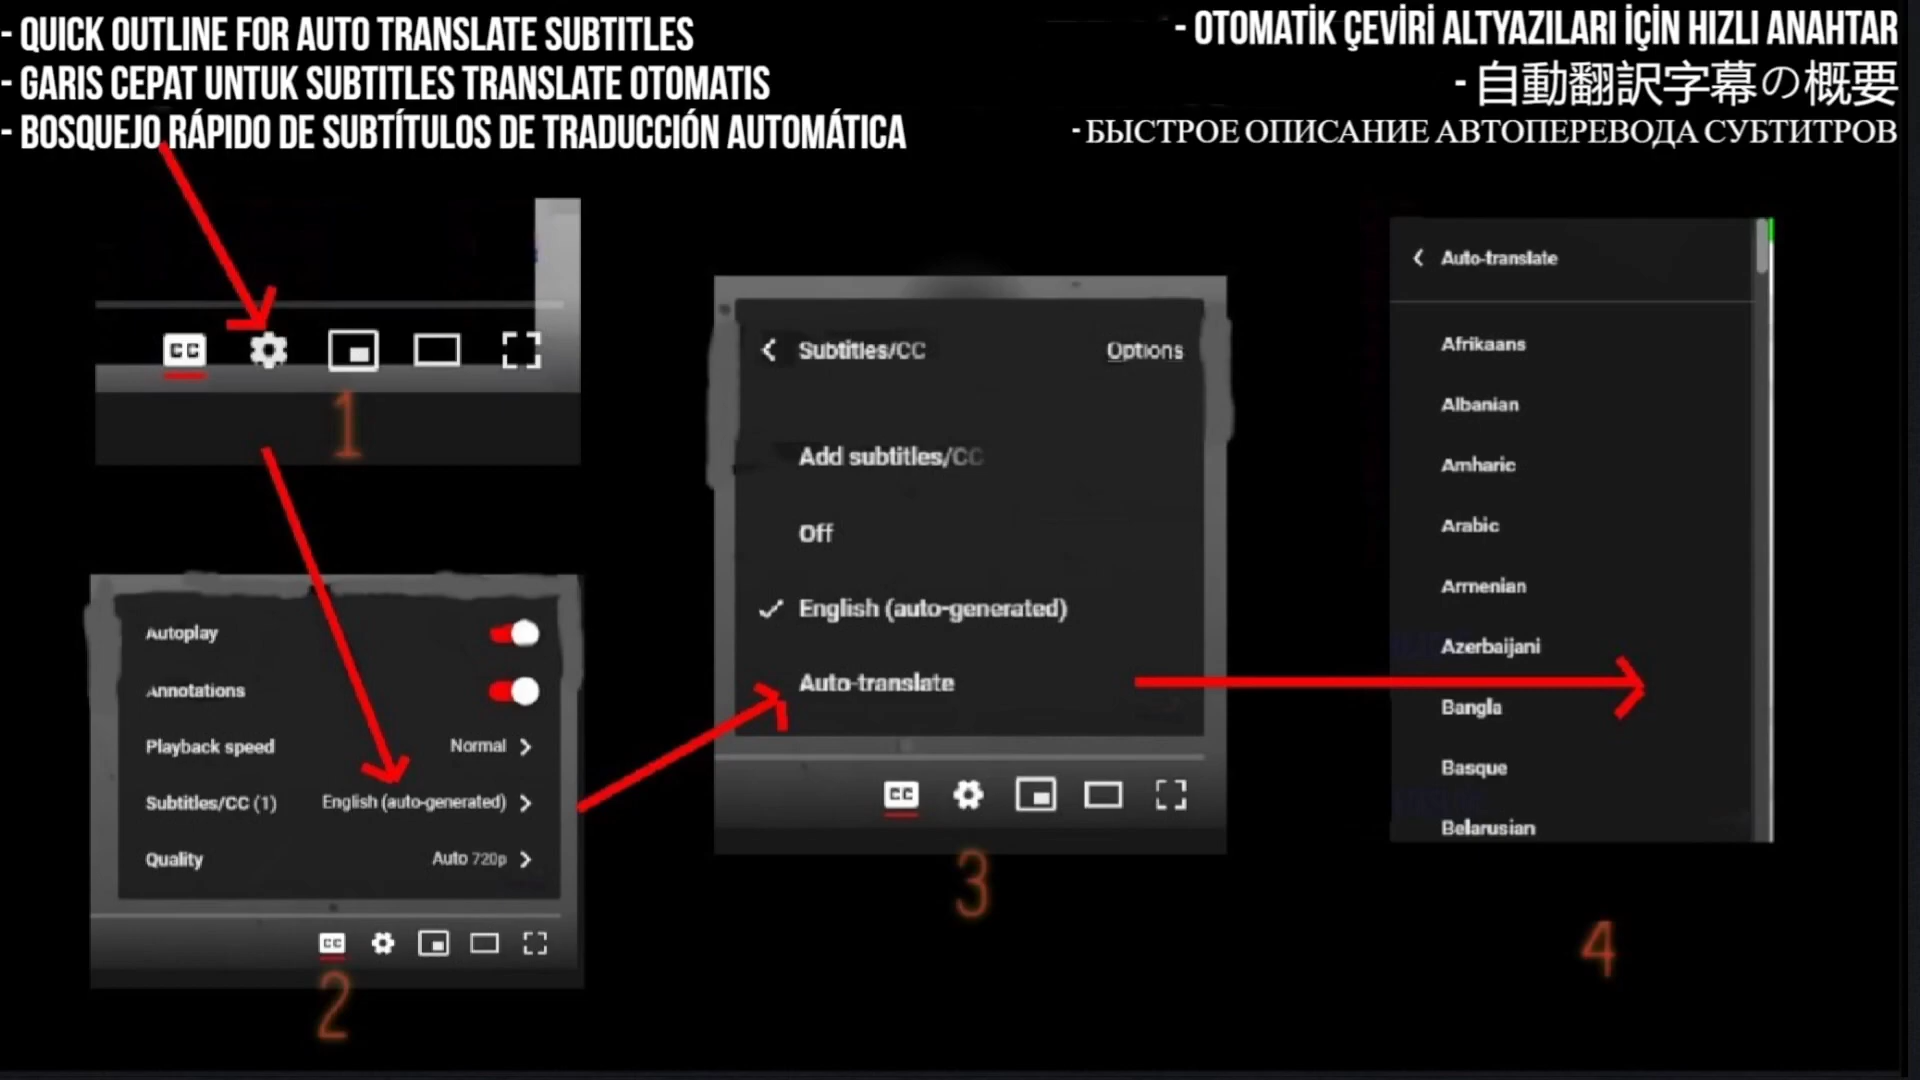 - QUICK OUTLINE FOR AUTO TRANSLATE SUBTITLES
- GARIS CEPAT UNTUK SUBTITLES TRANSLATE OTOMATIS
- BOSQUEJO RÁPIDO DE SUBTÍTULOS DE TRADUCCIÓN AUTOMÁTICA
- OTOMATİK ÇEVİRİ ALTYAZILARI İÇİN HIZLI ANAHTAR
- 自動翻訳字幕の概要
- БЫСТРОЕ ОПИСАНИЕ АВТОПЕРЕВОДА СУБТИТРОВ
CC
1
Autoplay
Annotations
Playback speed Normal
Subtitles/CC (1) English (auto-generated)
Quality Auto 720p
CC
2
Subtitles/CC Options
Add subtitles/CC
Off
English (auto-generated)
Auto-translate
CC
3
Auto-translate
Afrikaans
Albanian
Amharic
Arabic
Armenian
Azerbaijani
Bangla
Basque
Belarusian
4